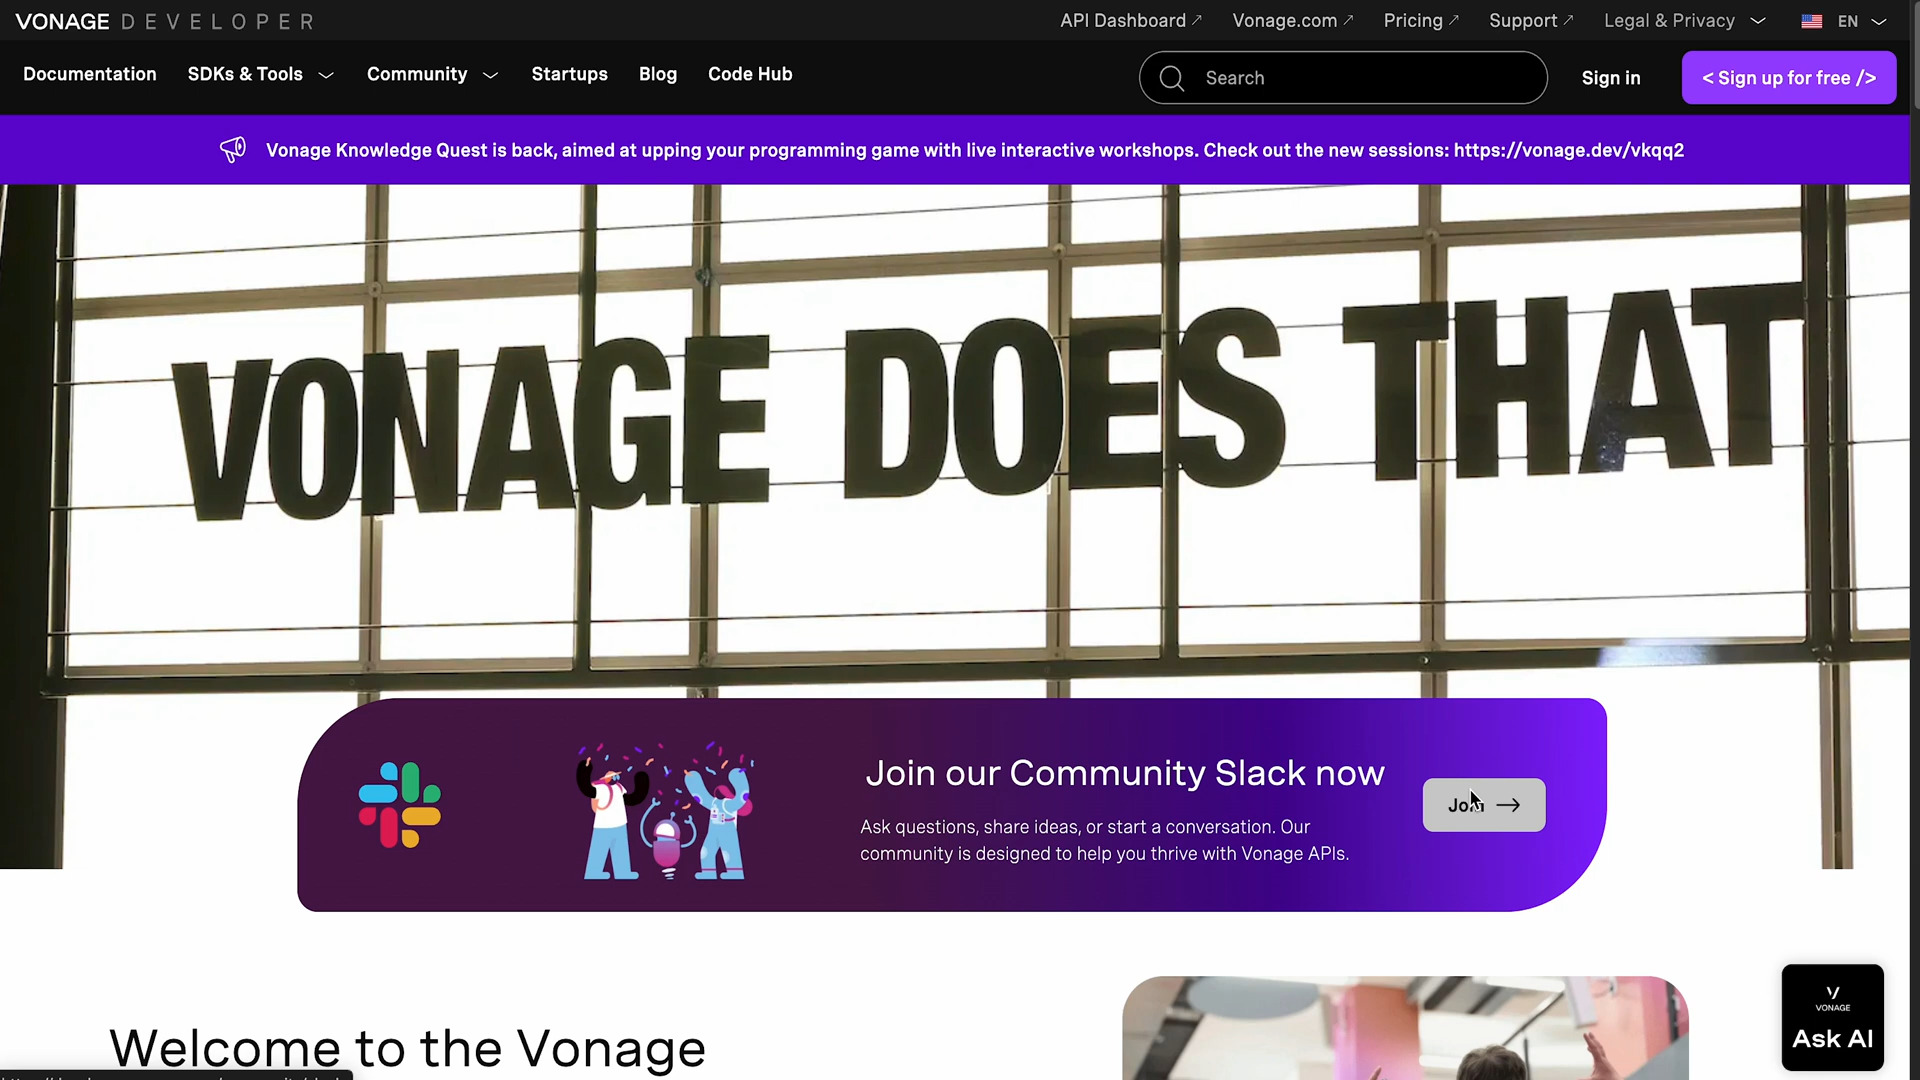 VONAGE DEVELOPER
API Dashboard
Vonage.com
Pricing
Support
Legal & Privacy
EN
Documentation
SDKs & Tools
Community
Startups
Blog
Code Hub
Search
Sign in
< Sign up for free />
Vonage Knowledge Quest is back, aimed at upping your programming game with live interactive workshops. Check out the new sessions: https://vonage.dev/vkqq2
VONAGE DOES THAT
Join our Community Slack now
Ask questions, share ideas, or start a conversation. Our
community is designed to help you thrive with Vonage APIs.
Join
Welcome to the Vonage
VONAGE
Ask AI